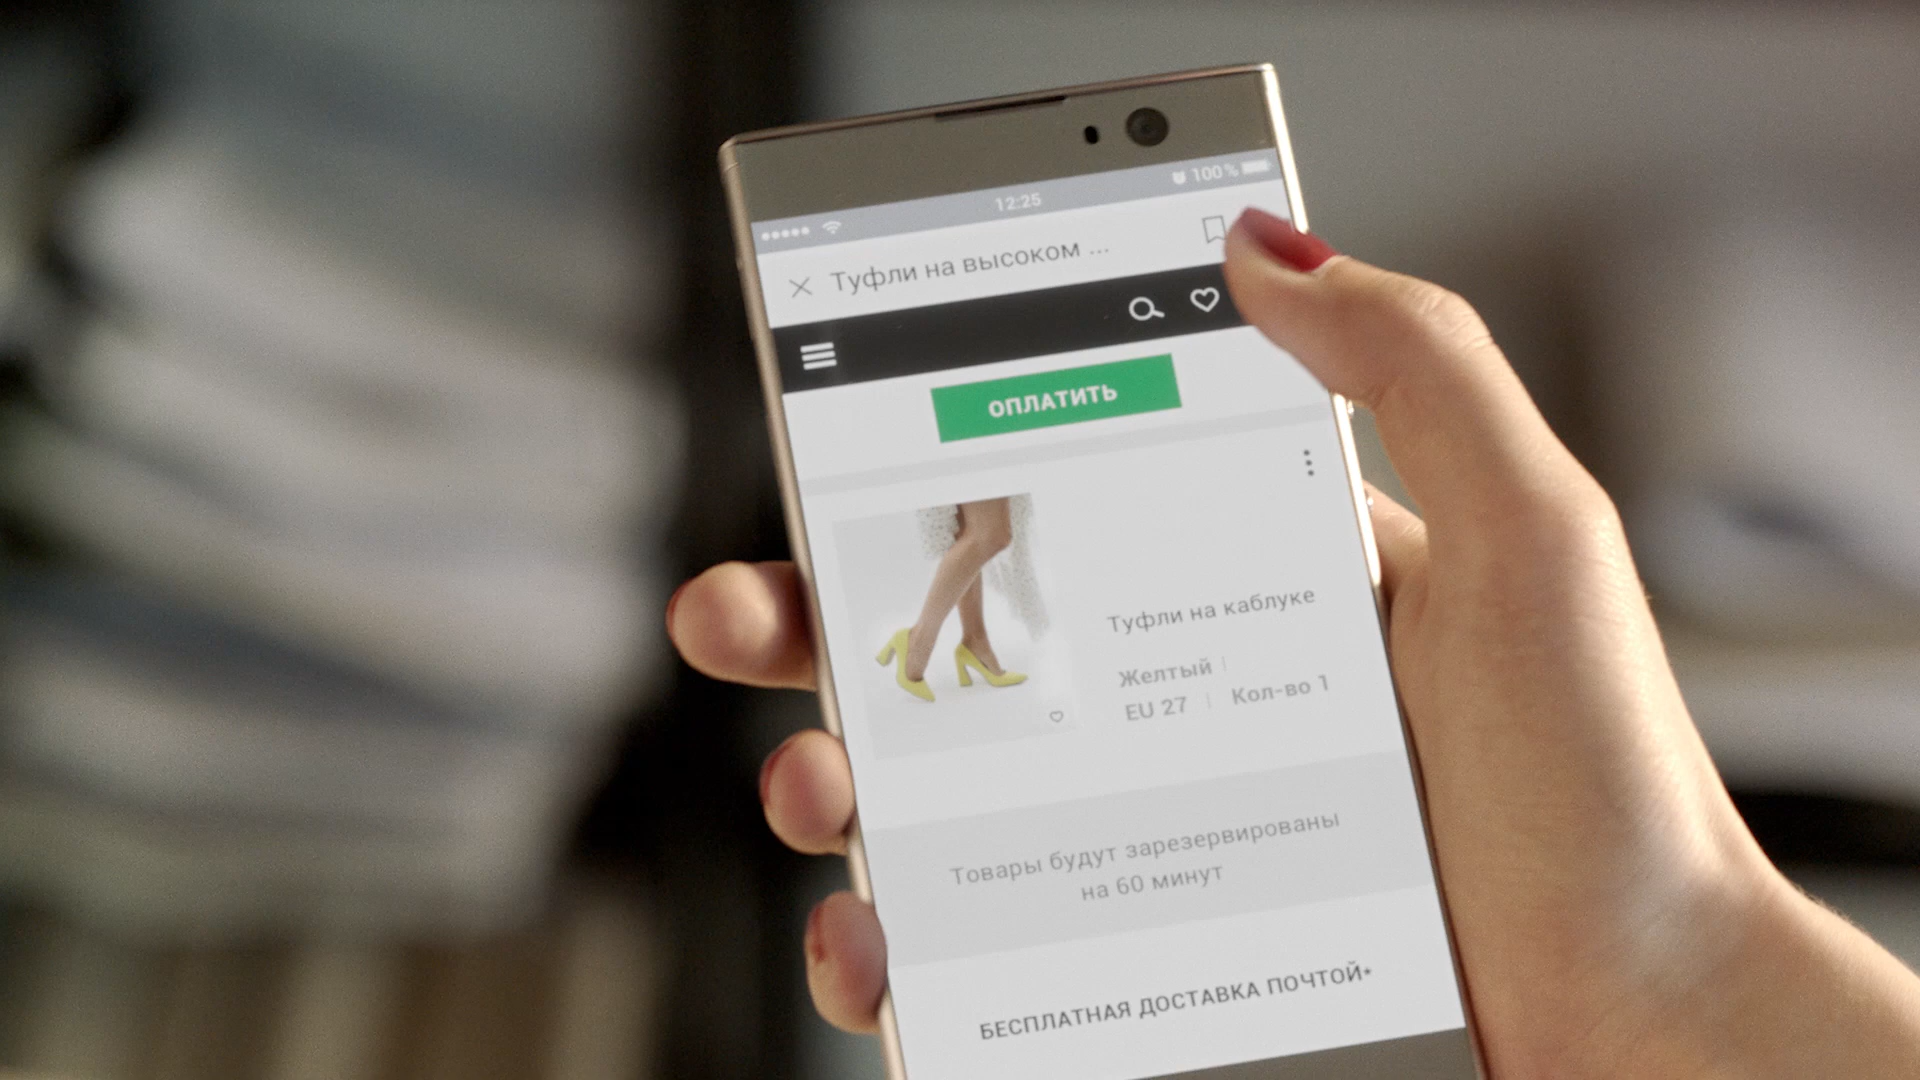 12:25
100%
Туфли на высоком ...
ОПЛАТИТЬ
Туфли на каблуке
Желтый |
EU 27 | Кол-во 1
Товары будут зарезервированы
на 60 минут
БЕСПЛАТНАЯ ДОСТАВКА ПОЧТОЙ*